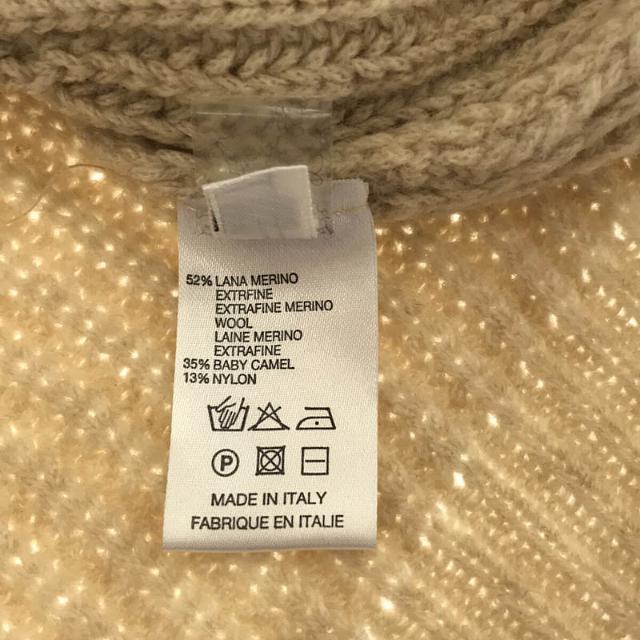 52% LANA MERINO
EXTRFINE
EXTRAFINE MERINO
WOOL
LAINE MERINO
EXTRAFINE
35% BABY CAMEL
13% NYLON
P
MADE IN ITALY
FABRIQUE EN ITALIE